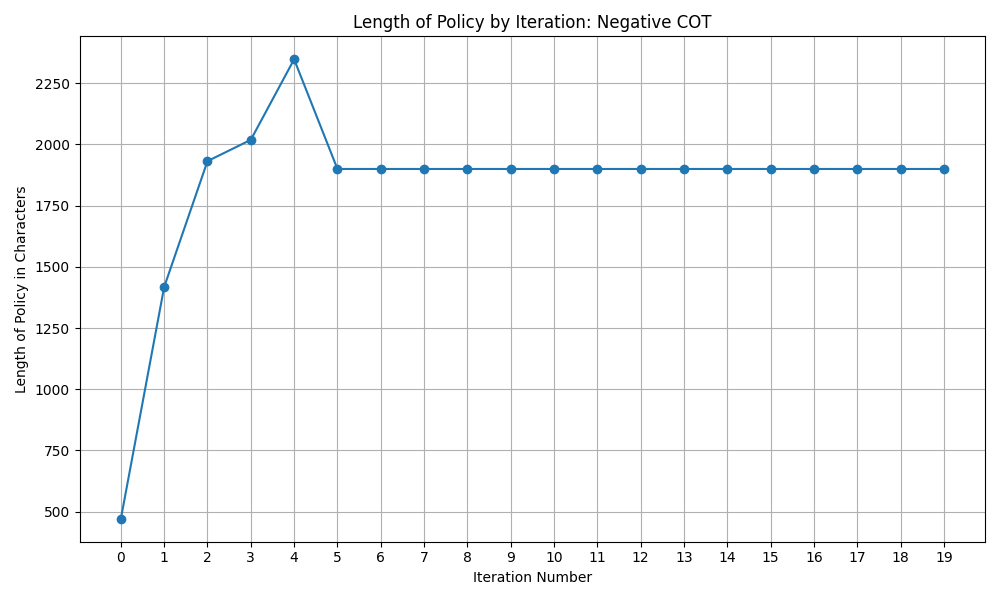 Length of Policy by Iteration: Negative COT
Length of Policy in Characters
2250
2000
1750
1500
1250
1000
750
500
0 1 2 3 4 5 6 7 8 9 10 11 12 13 14 15 16 17 18 19
Iteration Number